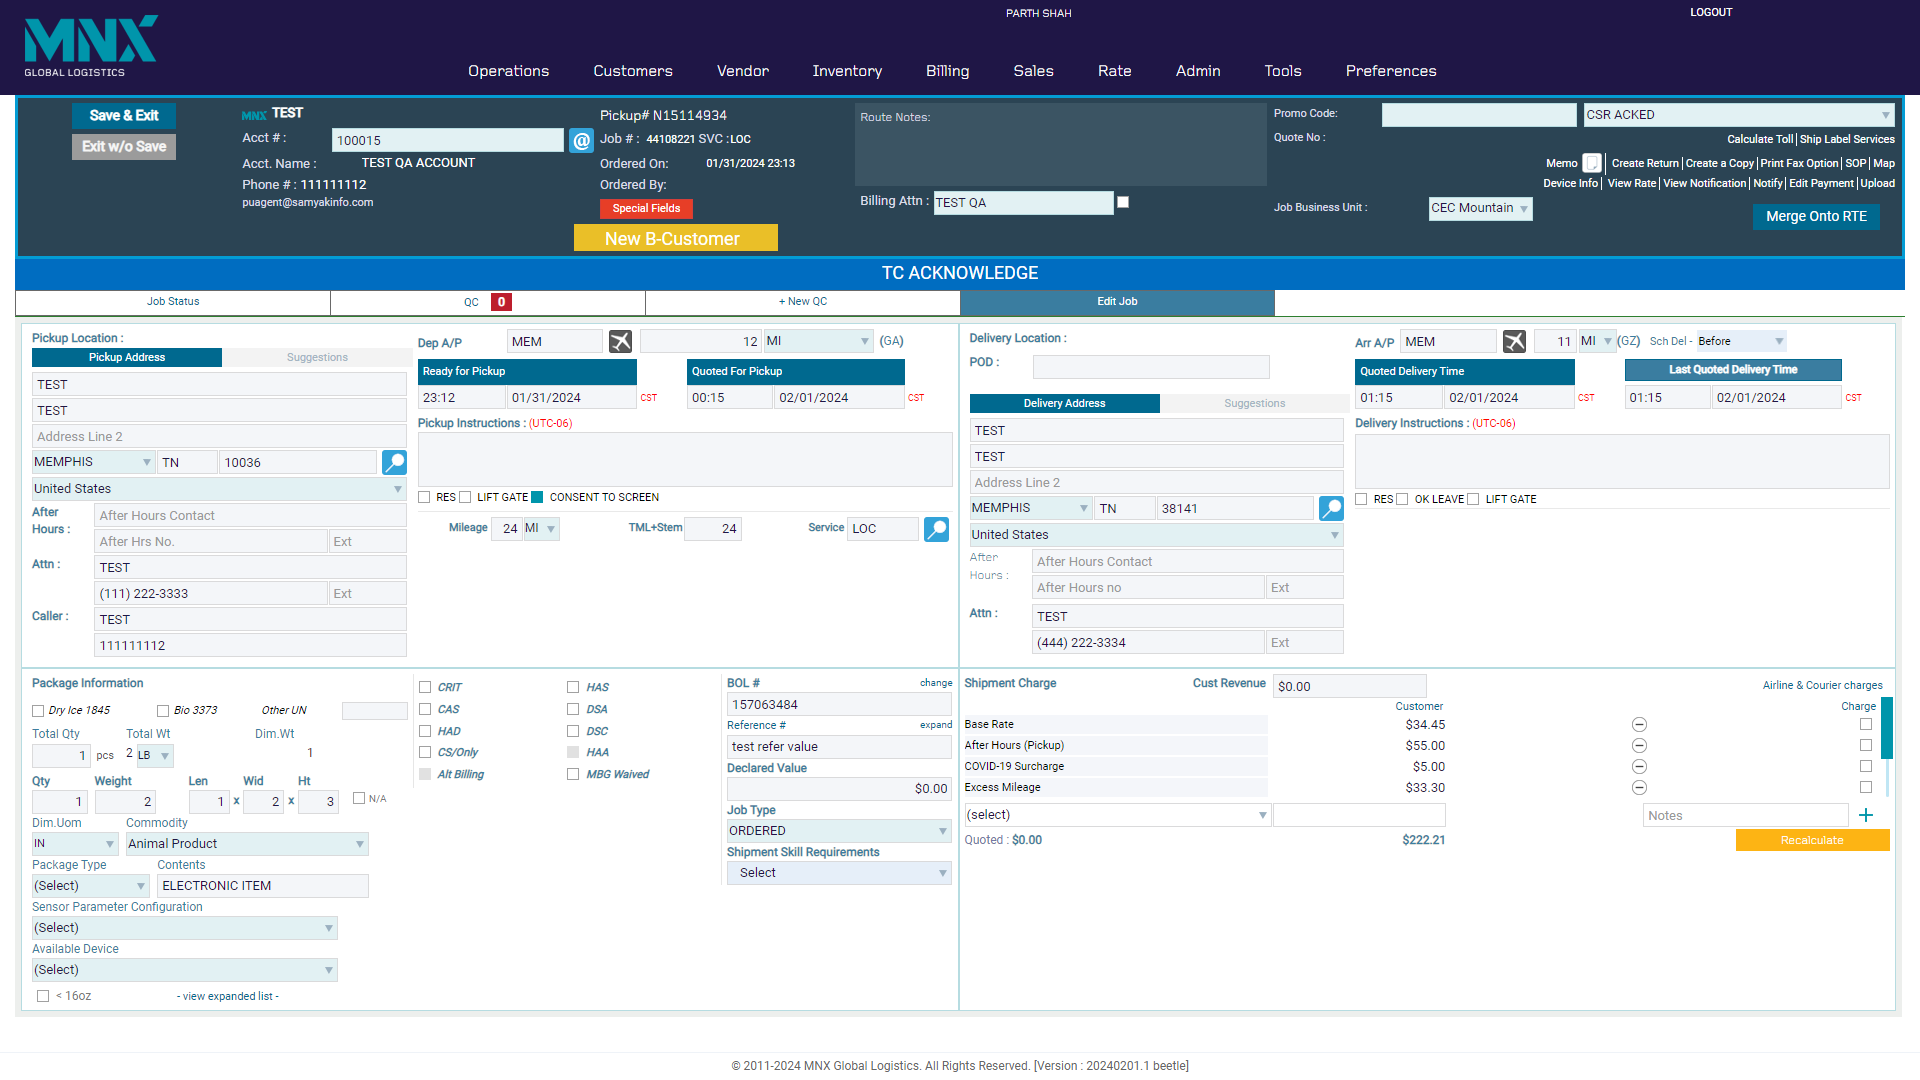 PARTH SHAH
LOGOUT
MNX
GLOBAL LOGISTICS
Operations Customers Vendor Inventory Billing Sales Rate Admin Tools Preferences
Save & Exit
Exit w/o Save
MNX TEST
Acct # : 100015 @
Acct. Name : TEST QA ACCOUNT
Phone # : 111111112
puagent@samyakinfo.com
Pickup# N15114934
Job # : 44108221 SVC :LOC
Ordered On: 01/31/2024 23:13
Ordered By:
Special Fields
New B-Customer
Route Notes:
Billing Attn : TEST QA
Promo Code: CSR ACKED
Quote No :
Calculate Toll|Ship Label Services
Memo | Create Return|Create a Copy|Print Fax Option|SOP|Map
Device Info| View Rate|View Notification|Notify|Edit Payment|Upload
Job Business Unit : CEC Mountain
Merge Onto RTE
TC ACKNOWLEDGE
Job Status QC 0 + New QC Edit Job
Pickup Location :
Pickup Address Suggestions
TEST
TEST
Address Line 2
MEMPHIS TN 10036
United States
After Hours : After Hours Contact
After Hrs No. Ext
Attn : TEST
(111) 222-3333 Ext
Caller : TEST
111111112
Dep A/P MEM 12 MI (GA)
Ready for Pickup Quoted For Pickup
23:12 01/31/2024 CST 00:15 02/01/2024 CST
Pickup Instructions : (UTC-06)
RES LIFT GATE CONSENT TO SCREEN
Mileage 24 MI TML+Stem 24 Service LOC
Delivery Location :
POD :
Delivery Address Suggestions
TEST
TEST
Address Line 2
MEMPHIS TN 38141
United States
After Hours : After Hours Contact
After Hours no Ext
Attn : TEST
(444) 222-3334 Ext
Arr A/P MEM 11 MI (GZ) Sch Del - Before
Quoted Delivery Time Last Quoted Delivery Time
01:15 02/01/2024 CST 01:15 02/01/2024 CST
Delivery Instructions : (UTC-06)
RES OK LEAVE LIFT GATE
Package Information
Dry Ice 1845 Bio 3373 Other UN
Total Qty Total Wt Dim.Wt
1 pcs 2 LB 1
Qty Weight Len Wid Ht
1 2 1 x 2 x 3 N/A
Dim.Uom Commodity
IN Animal Product
Package Type Contents
(Select) ELECTRONIC ITEM
Sensor Parameter Configuration
(Select)
Available Device
(Select)
< 16oz - view expanded list -
CRIT HAS
CAS DSA
HAD DSC
CS/Only HAA
Alt Billing MBG Waived
BOL # change
157063484
Reference # expand
test refer value
Declared Value
$0.00
Job Type
ORDERED
Shipment Skill Requirements
Select
Shipment Charge Cust Revenue $0.00 Airline & Courier charges
Customer Charge
Base Rate $34.45
After Hours (Pickup) $55.00
COVID-19 Surcharge $5.00
Excess Mileage $33.30
(select) Notes +
Quoted : $0.00 $222.21 Recalculate
© 2011-2024 MNX Global Logistics. All Rights Reserved. [Version : 20240201.1 beetle]